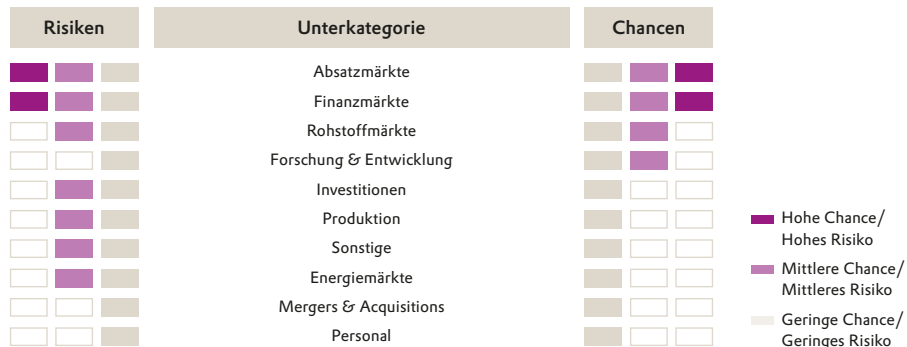 Risiken
Unterkategorie
Chancen
Absatzmärkte
Finanzmärkte
Rohstoffmärkte
Forschung & Entwicklung
Investitionen
Produktion
Sonstige
Energiemärkte
Mergers & Acquisitions
Personal
Hohe Chance/
Hohes Risiko
Mittlere Chance/
Mittleres Risiko
Geringe Chance/
Geringes Risiko